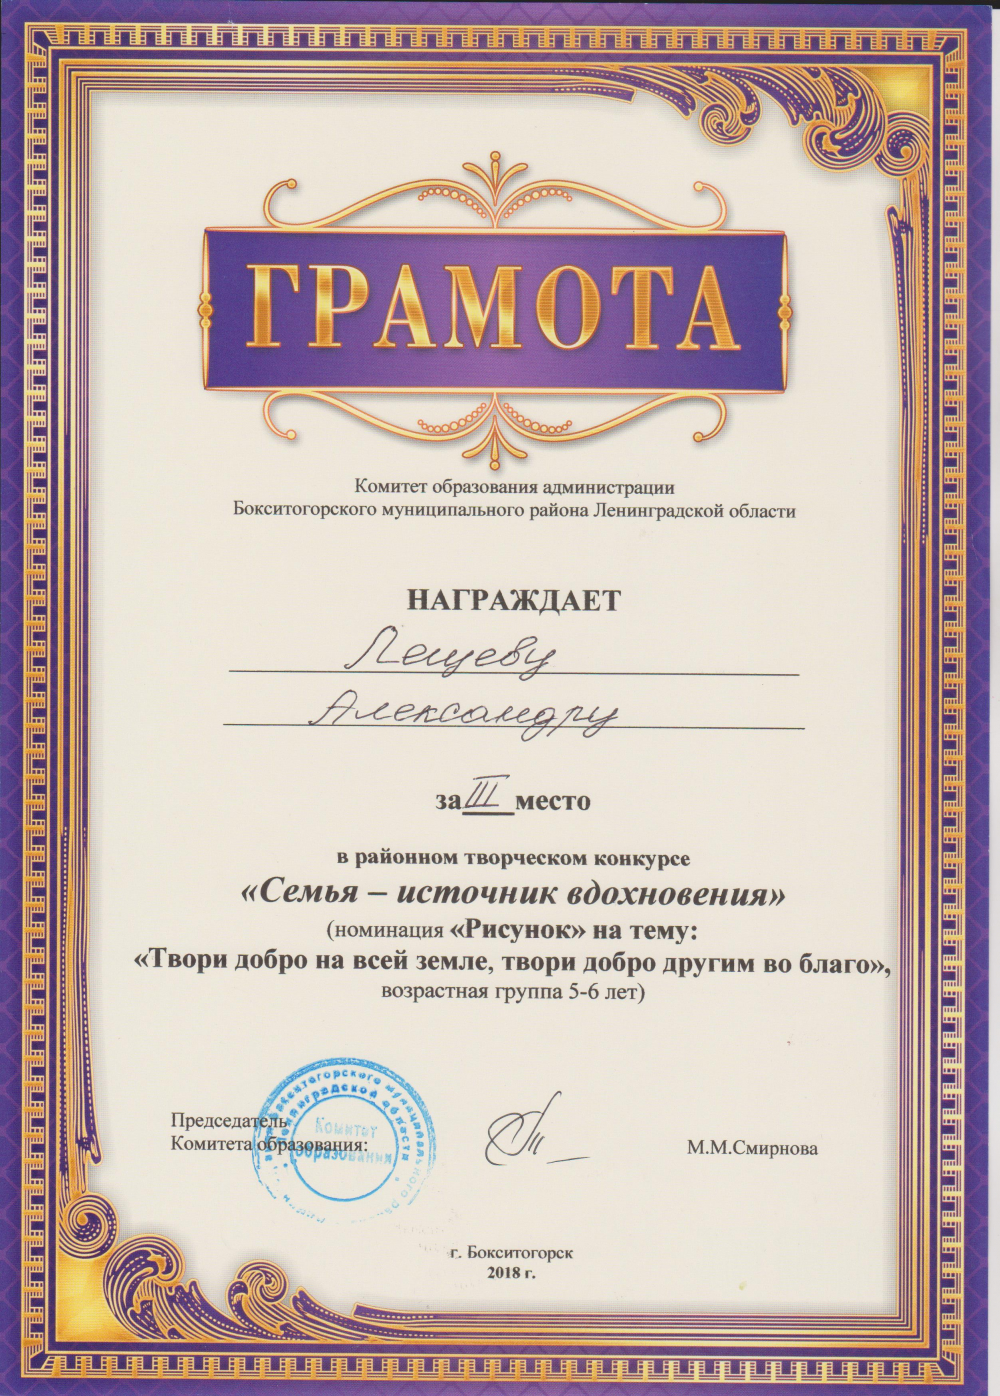 ГРАМОТА
Комитет образования администрации
Бокситогорского муниципального района Ленинградской области
НАГРАЖДАЕТ
Лещеву
Александру
за III место
в районном творческом конкурсе
«Семья – источник вдохновения»
(номинация «Рисунок» на тему:
«Твори добро на всей земле, твори добро другим во благо»,
возрастная группа 5-6 лет)
Председатель
Комитета образования:
М.М.Смирнова
Комитет
образования
г. Бокситогорск
2018 г.